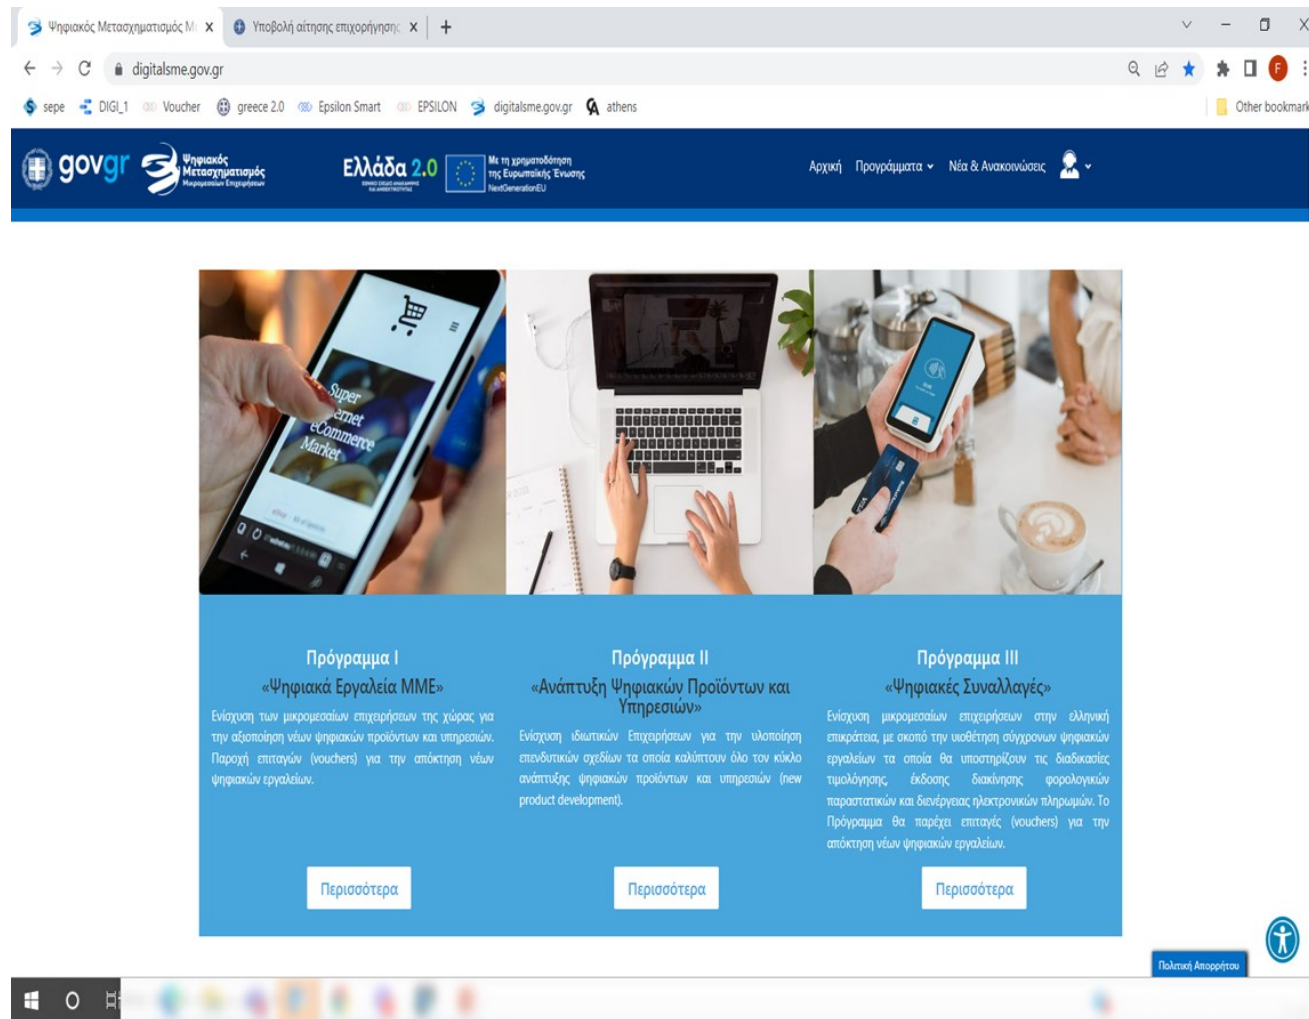 Ψηφιακός Μετασχηματισμός Μ
Υποβολή αίτησης επιχορήγησης
digitalsme.gov.gr
F
sepe
DIGI_1
Voucher
greece 2.0
Epsilon Smart
EPSILON
digitalsme.gov.gr
athens
Other bookmark
govgr
Ψηφιακός
Μετασχηματισμός
Μικρομεσαίων Επιχειρήσεων
Ελλάδα 2.0
Με τη χρηματοδότηση
της Ευρωπαϊκής Ένωσης
NextGenerationEU
Αρχική
Προγράμματα
Νέα & Ανακοινώσεις
Super
eCommerce
Market
Πρόγραμμα Ι
«Ψηφιακά Εργαλεία ΜΜΕ»
Ενίσχυση των μικρομεσαίων επιχειρήσεων της χώρας για
την αξιοποίηση νέων ψηφιακών προϊόντων και υπηρεσιών.
Παροχή επιταγών (vouchers) για την απόκτηση νέων
ψηφιακών εργαλείων.
Περισσότερα
Πρόγραμμα ΙΙ
«Ανάπτυξη Ψηφιακών Προϊόντων και
Υπηρεσιών»
Ενίσχυση ιδιωτικών Επιχειρήσεων για την υλοποίηση
επενδυτικών σχεδίων τα οποία καλύπτουν όλο τον κύκλο
ανάπτυξης ψηφιακών προϊόντων και υπηρεσιών (new
product development).
Περισσότερα
Πρόγραμμα ΙΙΙ
«Ψηφιακές Συναλλαγές»
Ενίσχυση μικρομεσαίων επιχειρήσεων στην ελληνική
επικράτεια, με σκοπό την υιοθέτηση σύγχρονων ψηφιακών
εργαλείων τα οποία θα υποστηρίζουν τις διαδικασίες
τιμολόγησης, έκδοσης διακίνησης φορολογικών
παραστατικών και διενέργειας ηλεκτρονικών πληρωμών. Το
Πρόγραμμα θα παρέχει επιταγές (vouchers) για την
απόκτηση νέων ψηφιακών εργαλείων.
Περισσότερα
Πολιτική Απορρήτου